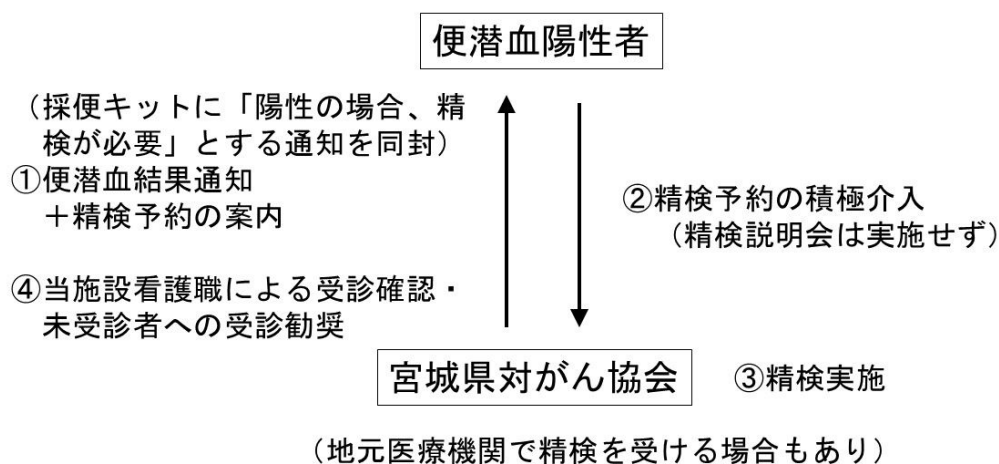 便潜血陽性者
（採便キットに「陽性の場合、精
検が必要」とする通知を同封）
①便潜血結果通知
＋精検予約の案内
②精検予約の積極介入
（精検説明会は実施せず）
④当施設看護職による受診確認・
未受診者への受診勧奨
宮城県対がん協会
③精検実施
（地元医療機関で精検を受ける場合もあり）